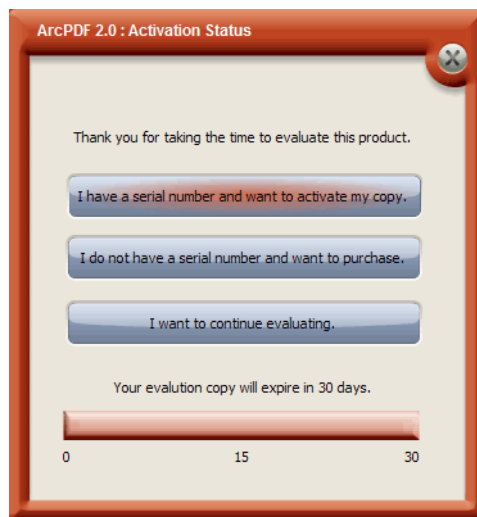 ArcPDF 2.0 : Activation Status
Thank you for taking the time to evaluate this product.
I have a serial number and want to activate my copy.
I do not have a serial number and want to purchase.
I want to continue evaluating.
Your evalution copy will expire in 30 days.
0 15 30